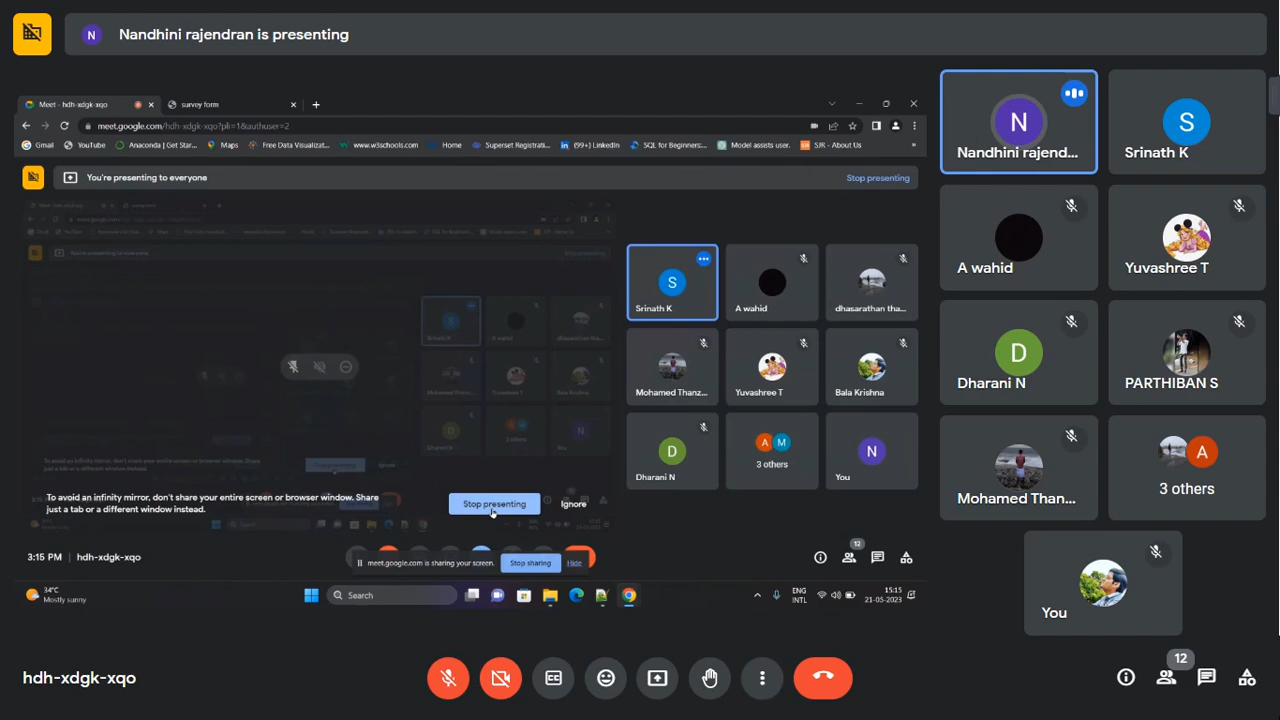 N Nandhini rajendran is presenting
Meet - hdh-xdgk-xqo
survey form
meet.google.com/hdh-xdgk-xqo?pli=1&authuser=2
Gmail
YouTube
Anaconda | Get Star...
Maps
Free Data Visualizat...
www.w3schools.com
Home
Superset Registrati...
(99+) LinkedIn
SQL for Beginners:...
Model assists user.
SJR - About Us
You're presenting to everyone
Stop presenting
S
Srinath K
A wahid
dhasarathan tha...
Mohamed Thanz...
Yuvashree T
Bala Krishna
D
Dharani N
A M
3 others
N
You
To avoid an infinity mirror, don't share your entire screen or browser window. Share
just a tab or a different window instead.
Stop presenting
Ignore
3:15 PM | hdh-xdgk-xqo
meet.google.com is sharing your screen.
Stop sharing
Hide
12
34°C
Mostly sunny
Search
ENG
INTL
15:15
21-05-2023
N
Nandhini rajend...
S
Srinath K
A wahid
Yuvashree T
D
Dharani N
PARTHIBAN S
Mohamed Than...
A
3 others
You
hdh-xdgk-xqo
12